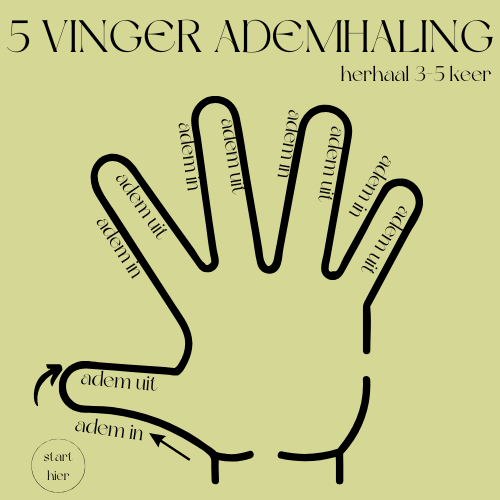 5 VINGER ADEMHALING
herhaal 3-5 keer
adem in
adem uit
adem in
adem uit
adem in
adem uit
adem in
adem uit
adem in
adem uit
start
hier